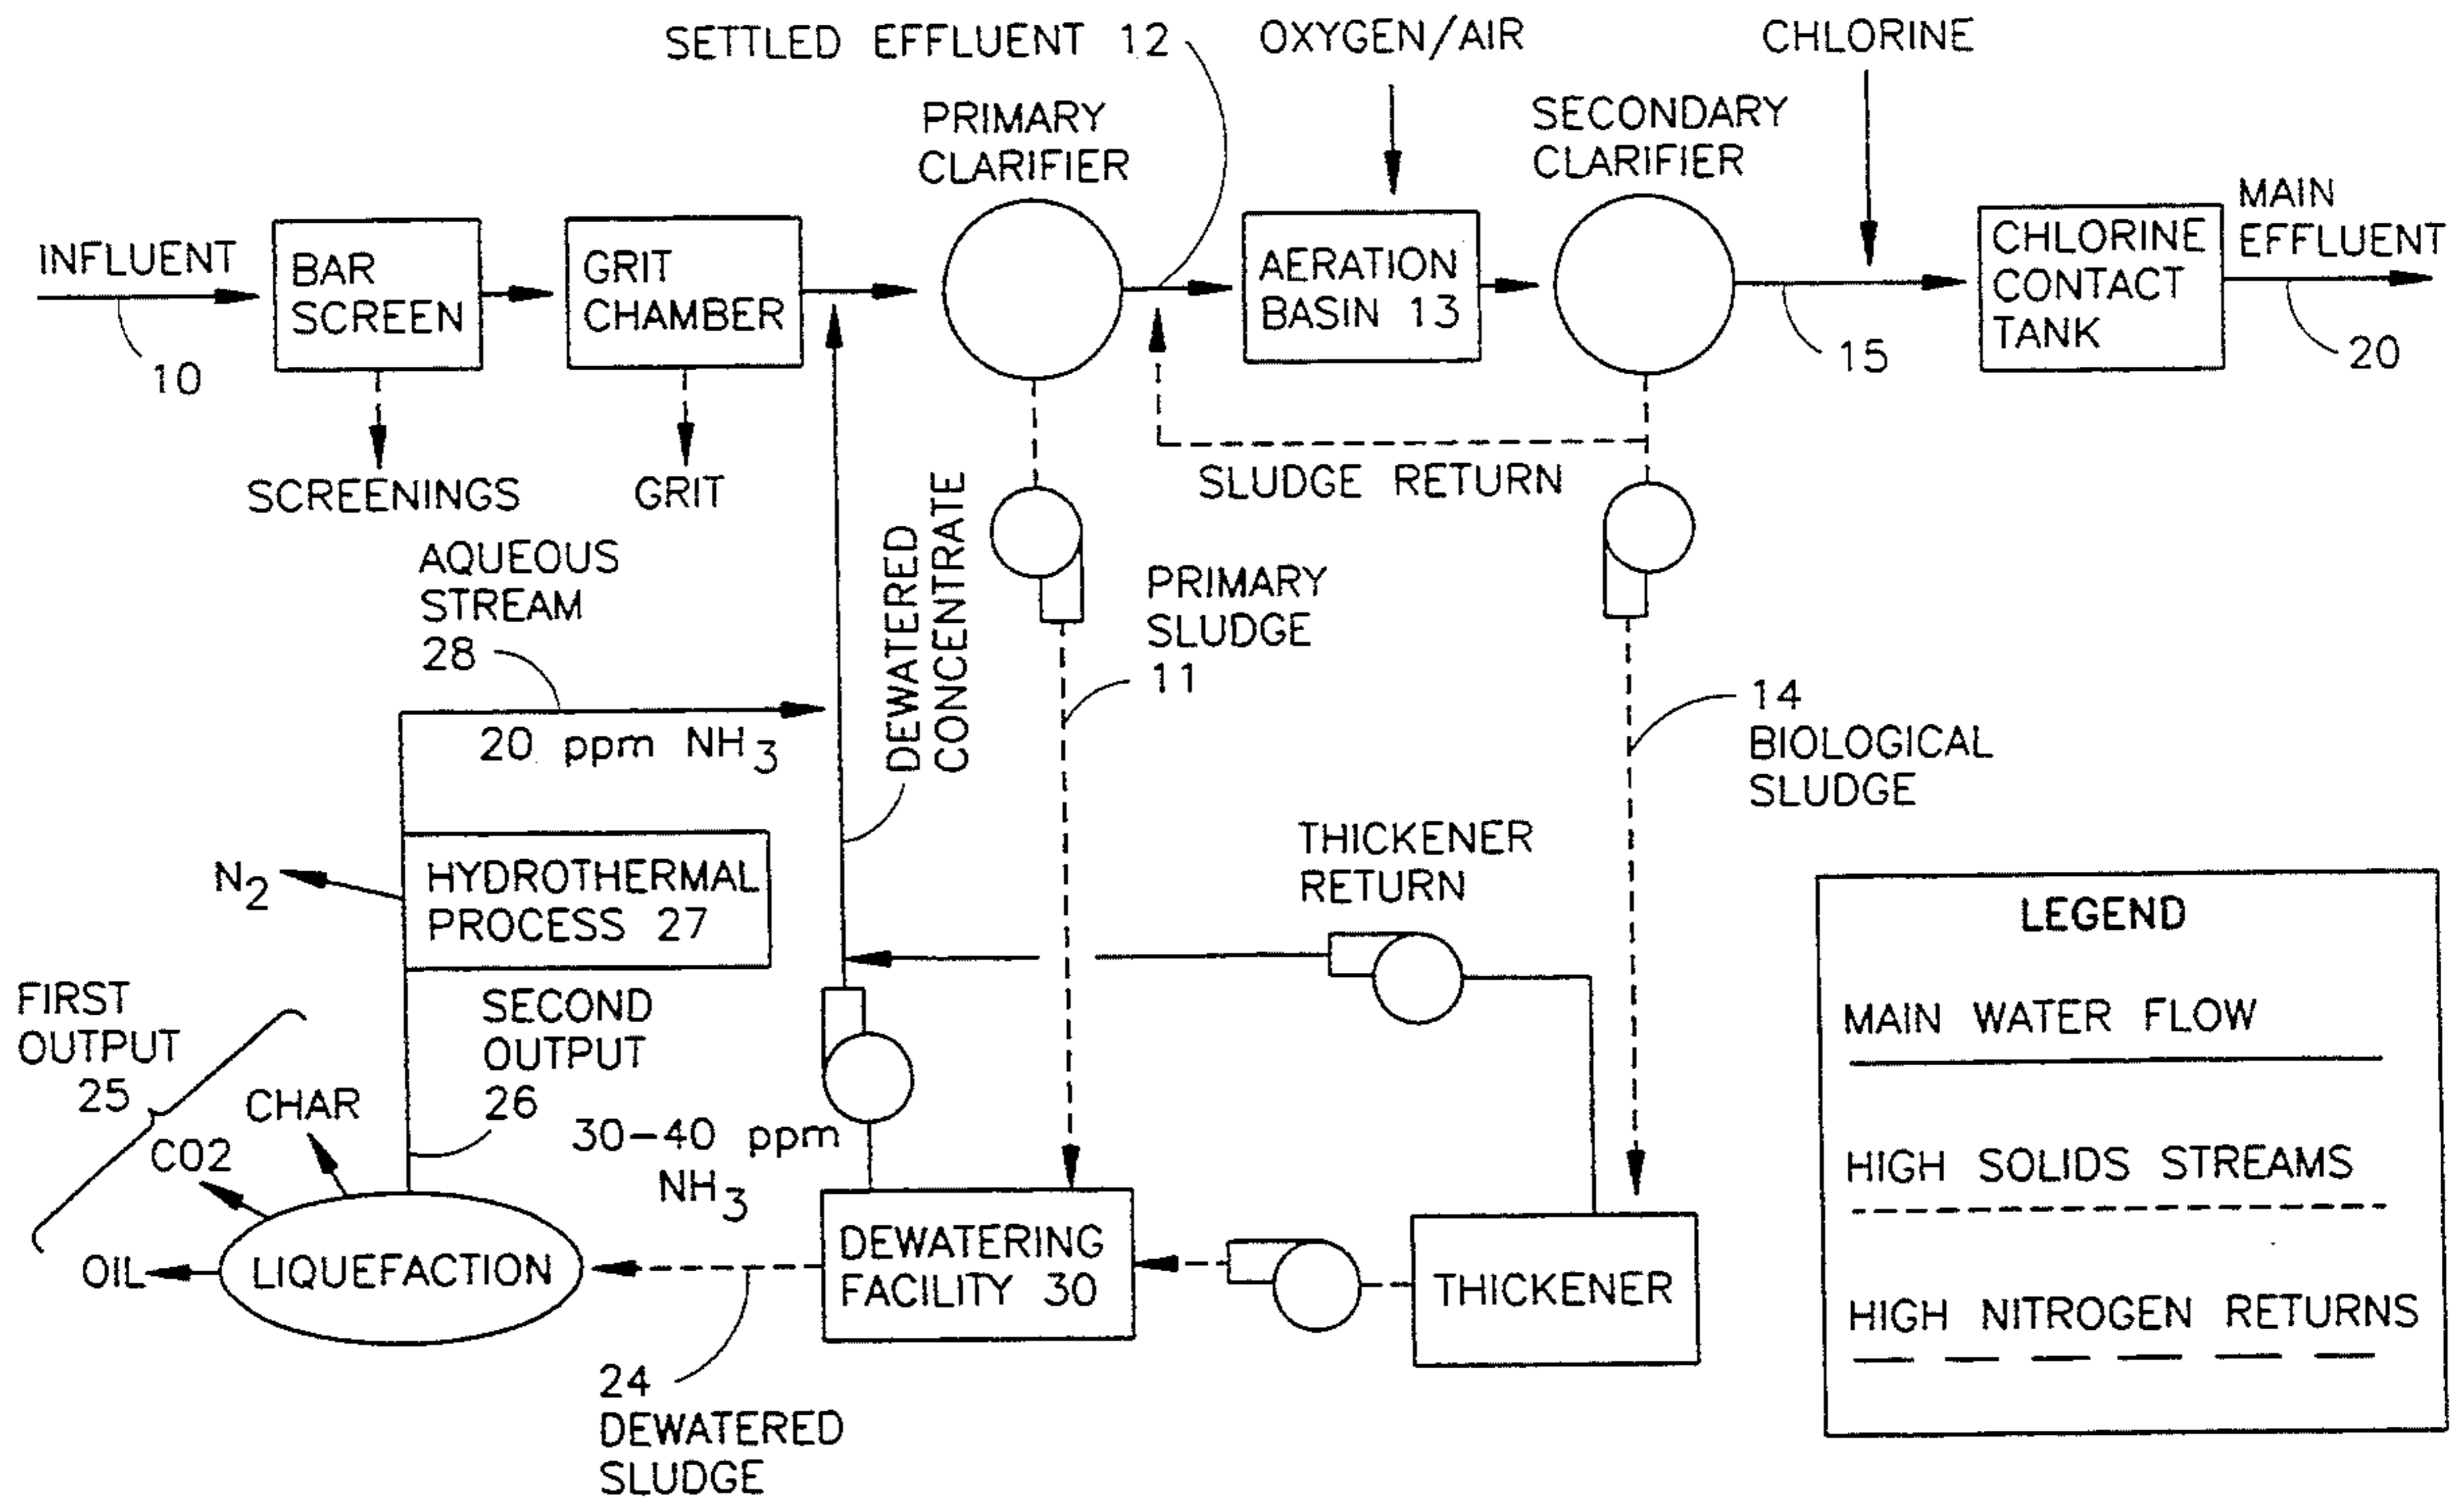 SETTLED EFFLUENT 12
OXYGEN/AIR
CHLORINE
PRIMARY
CLARIFIER
SECONDARY
CLARIFIER
MAIN
EFFLUENT
INFLUENT
10
BAR
SCREEN
GRIT
CHAMBER
AERATION
BASIN 13
15
CHLORINE
CONTACT
TANK
20
SCREENINGS
GRIT
SLUDGE RETURN
AQUEOUS
STREAM
28
DEWATERED
CONCENTRATE
PRIMARY
SLUDGE
11
14
BIOLOGICAL
SLUDGE
20 ppm NH3
N2
HYDROTHERMAL
PROCESS 27
THICKENER
RETURN
LEGEND
MAIN WATER FLOW
HIGH SOLIDS STREAMS
HIGH NITROGEN RETURNS
FIRST
OUTPUT
25
SECOND
OUTPUT
26
CHAR
CO2
OIL
30-40 ppm
NH3
LIQUEFACTION
DEWATERING
FACILITY 30
THICKENER
24
DEWATERED
SLUDGE